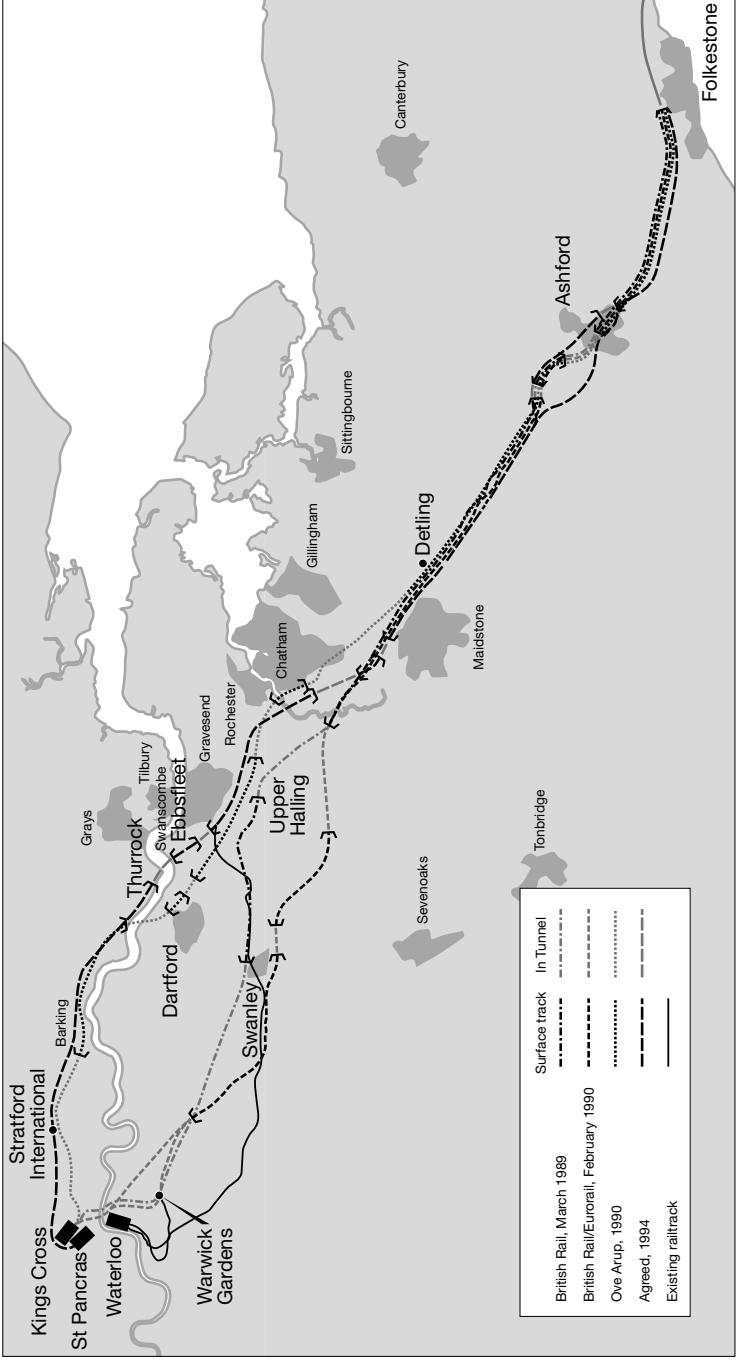 Kings Cross
St Pancras
Waterloo
Stratford
International
Warwick
Gardens
Barking
Swanley
Dartford
Thurrock
Grays
Tilbury
Swanscombe
Ebbsfleet
Gravesend
Rochester
Upper
Halling
Chatham
Gillingham
Sittingbourne
Maidstone
Detling
Sevenoaks
Tonbridge
Canterbury
Ashford
Folkestone
Surface track In Tunnel
British Rail, March 1989
British Rail/Eurorail, February 1990
Ove Arup, 1990
Agreed, 1994
Existing railtrack